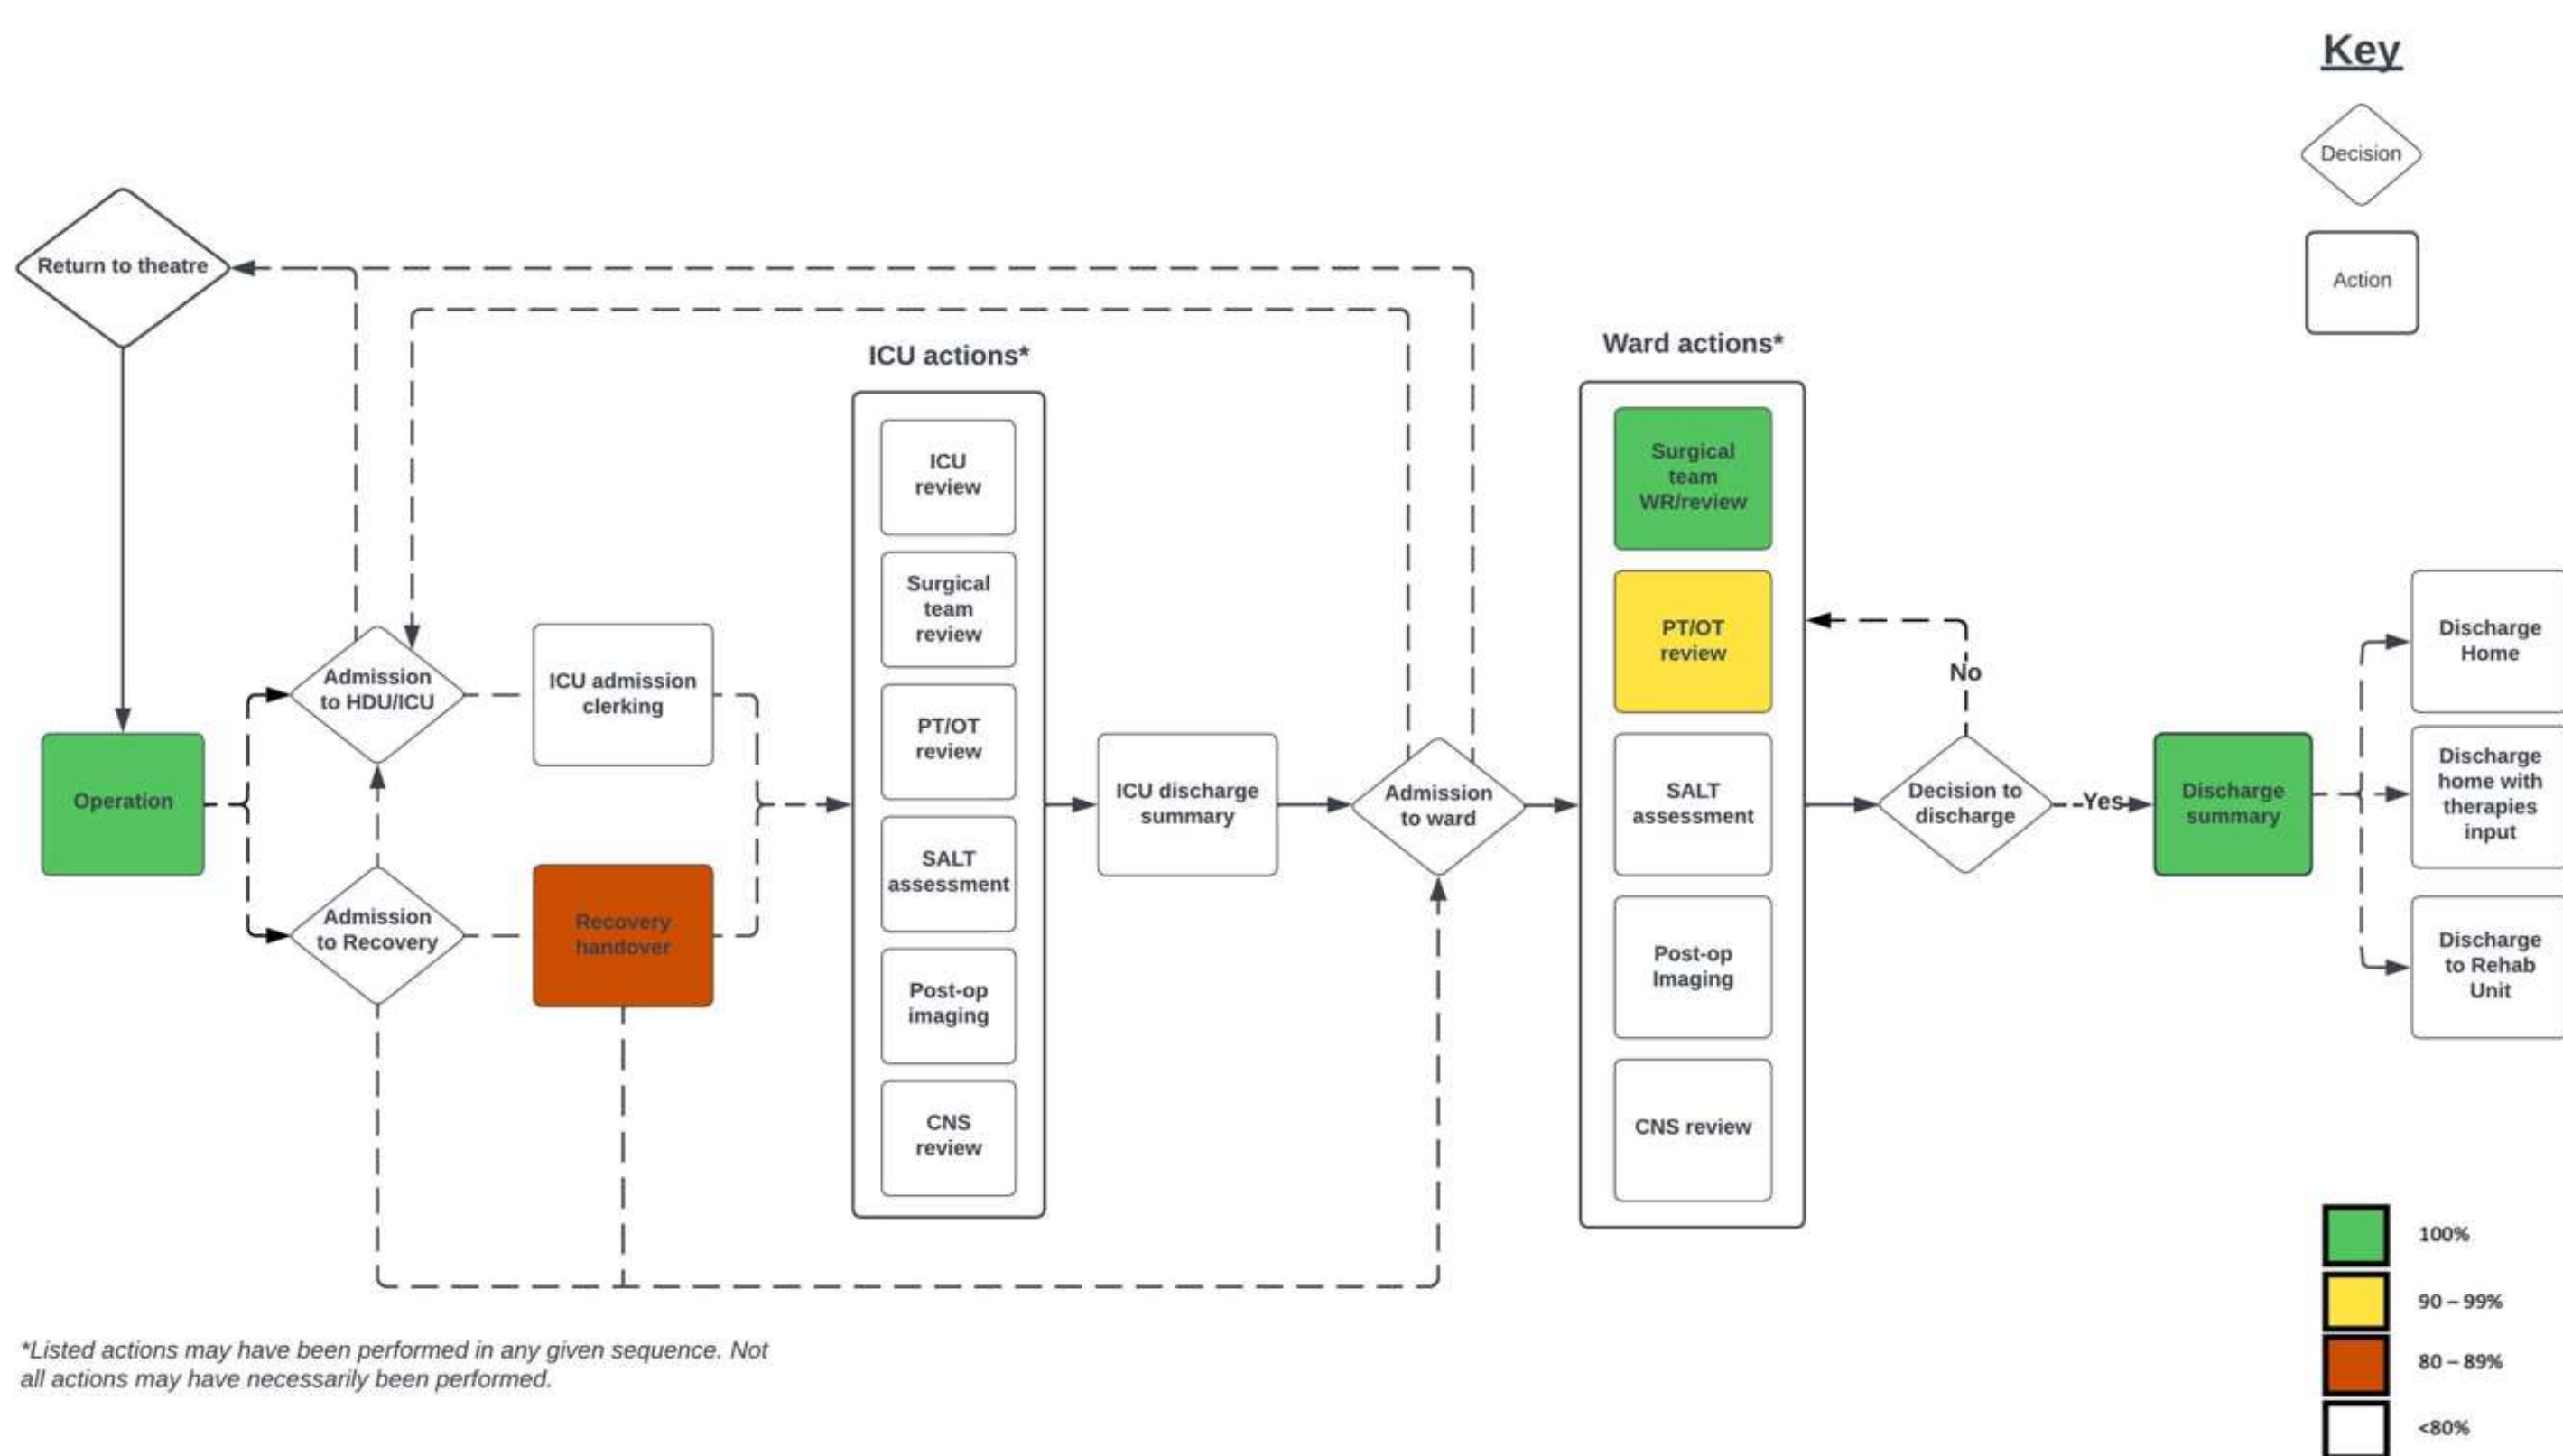 Key
Decision
Action
Return to theatre
ICU actions*
Ward actions*
Operation
Admission
to HDU/ICU
Admission
to Recovery
ICU admission
clerking
Recovery
handover
ICU
review
Surgical
team
review
PT/OT
review
SALT
assessment
Post-op
imaging
CNS
review
ICU discharge
summary
Admission
to ward
Surgical
team
WR/review
PT/OT
review
SALT
assessment
Post-op
Imaging
CNS review
Decision to
discharge
No
Yes
Discharge
summary
Discharge
Home
Discharge
home with
therapies
input
Discharge
to Rehab
Unit
100%
90 – 99%
80 – 89%
<80%
*Listed actions may have been performed in any given sequence. Not
all actions may have necessarily been performed.